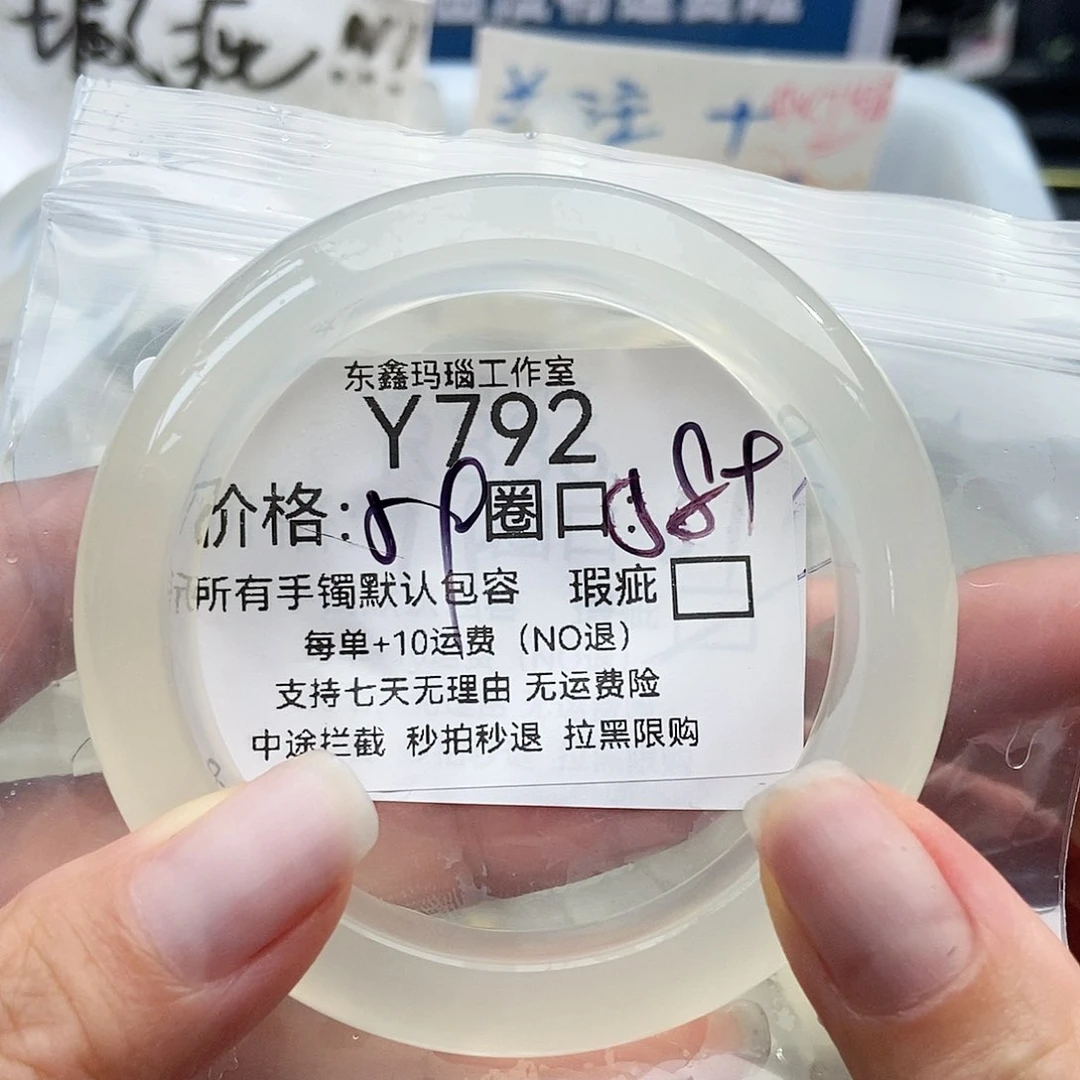 关注+
东鑫玛瑙工作室
Y792
价格: 圈口:
所有手镯默认包容 瑕疵
每单+10运费（NO退）
支持七天无理由 无运费险
中途拦截 秒拍秒退 拉黑限购